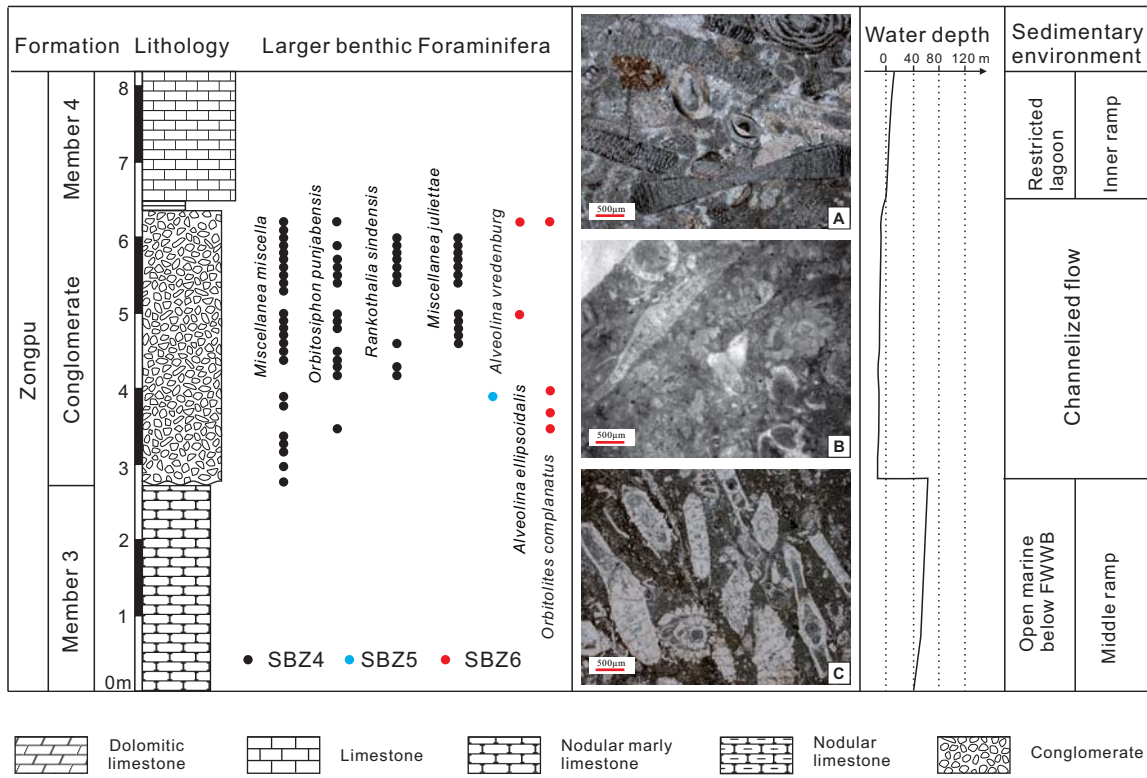 Formation
Lithology
Larger benthic Foraminifera
Water depth
0 40 80 120 m
Sedimentary
environment
Zongpu
Member 4
Conglomerate
Member 3
8
7
6
5
4
3
2
1
0m
Miscellanea miscella
Orbitosiphon punjabensis
Rankothalia sindensis
Miscellanea juliettae
Alveolina vredenburg
Alveolina ellipsoidalis
Orbitolites complanatus
SBZ4
SBZ5
SBZ6
500μm
A
500μm
B
500μm
C
Restricted
lagoon
Inner ramp
Channelized flow
Open marine
below FWWB
Middle ramp
Dolomitic
limestone
Limestone
Nodular marly
limestone
Nodular
limestone
Conglomerate